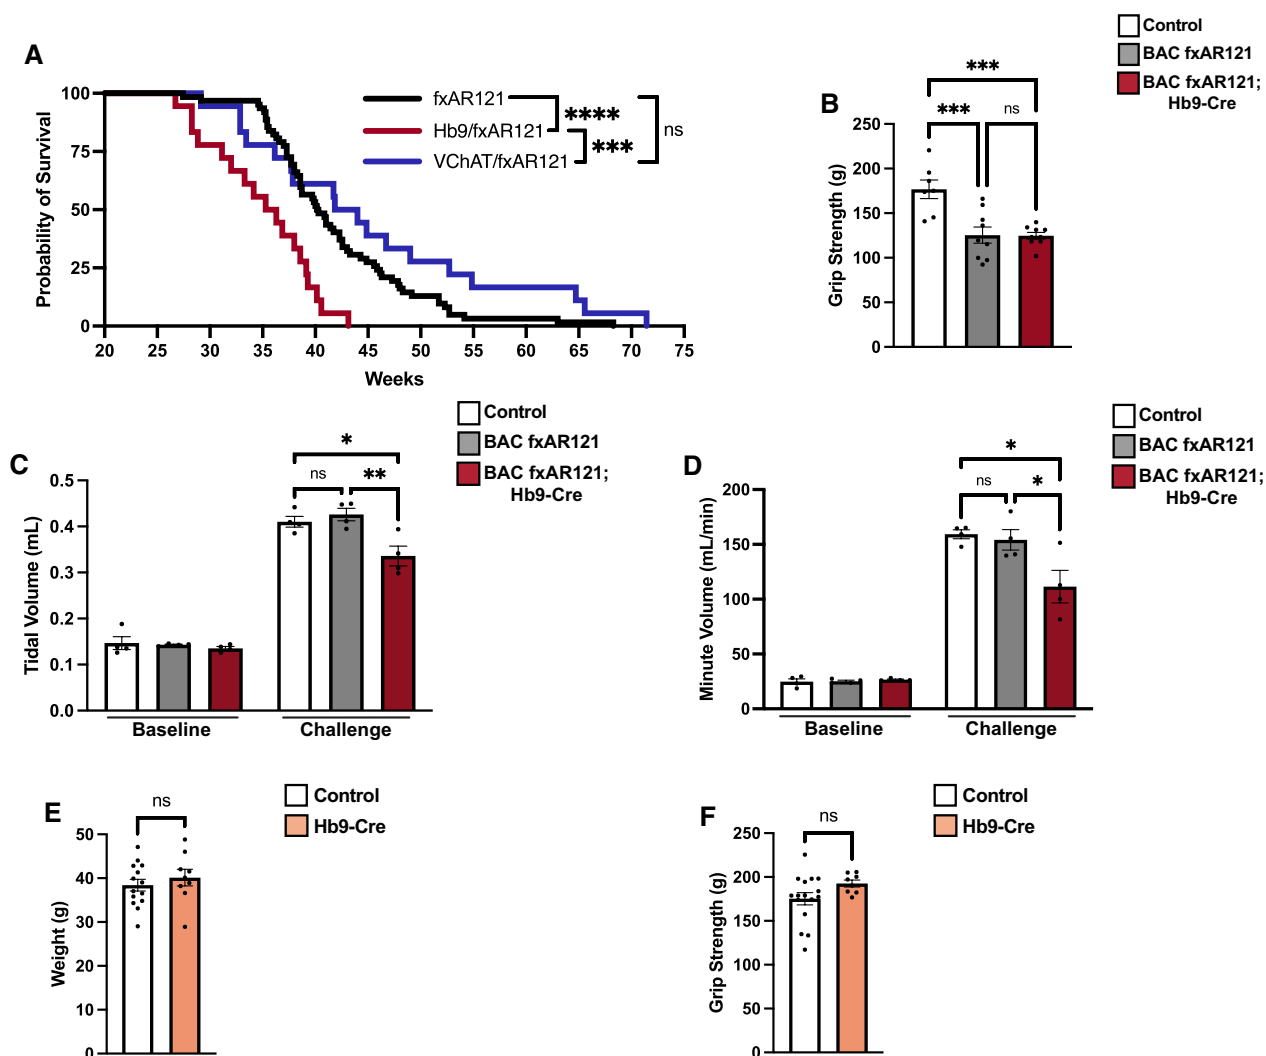 A
Probability of Survival
100
75
50
25
0
20 25 30 35 40 45 50 55 60 65 70 75
Weeks
fxAR121
Hb9/fxAR121
VChAT/fxAR121
****
***
ns
B
Control
BAC fxAR121
BAC fxAR121;
Hb9-Cre
***
*** ns
Grip Strength (g)
250
200
150
100
50
0
C
Control
BAC fxAR121
BAC fxAR121;
Hb9-Cre
*
ns **
Tidal Volume (mL)
0.5
0.4
0.3
0.2
0.1
0.0
Baseline Challenge
D
Control
BAC fxAR121
BAC fxAR121;
Hb9-Cre
*
ns *
Minute Volume (mL/min)
200
150
100
50
0
Baseline Challenge
E
ns
Control
Hb9-Cre
Weight (g)
50
40
30
20
10
0
F
ns
Control
Hb9-Cre
Grip Strength (g)
250
200
150
100
50
0